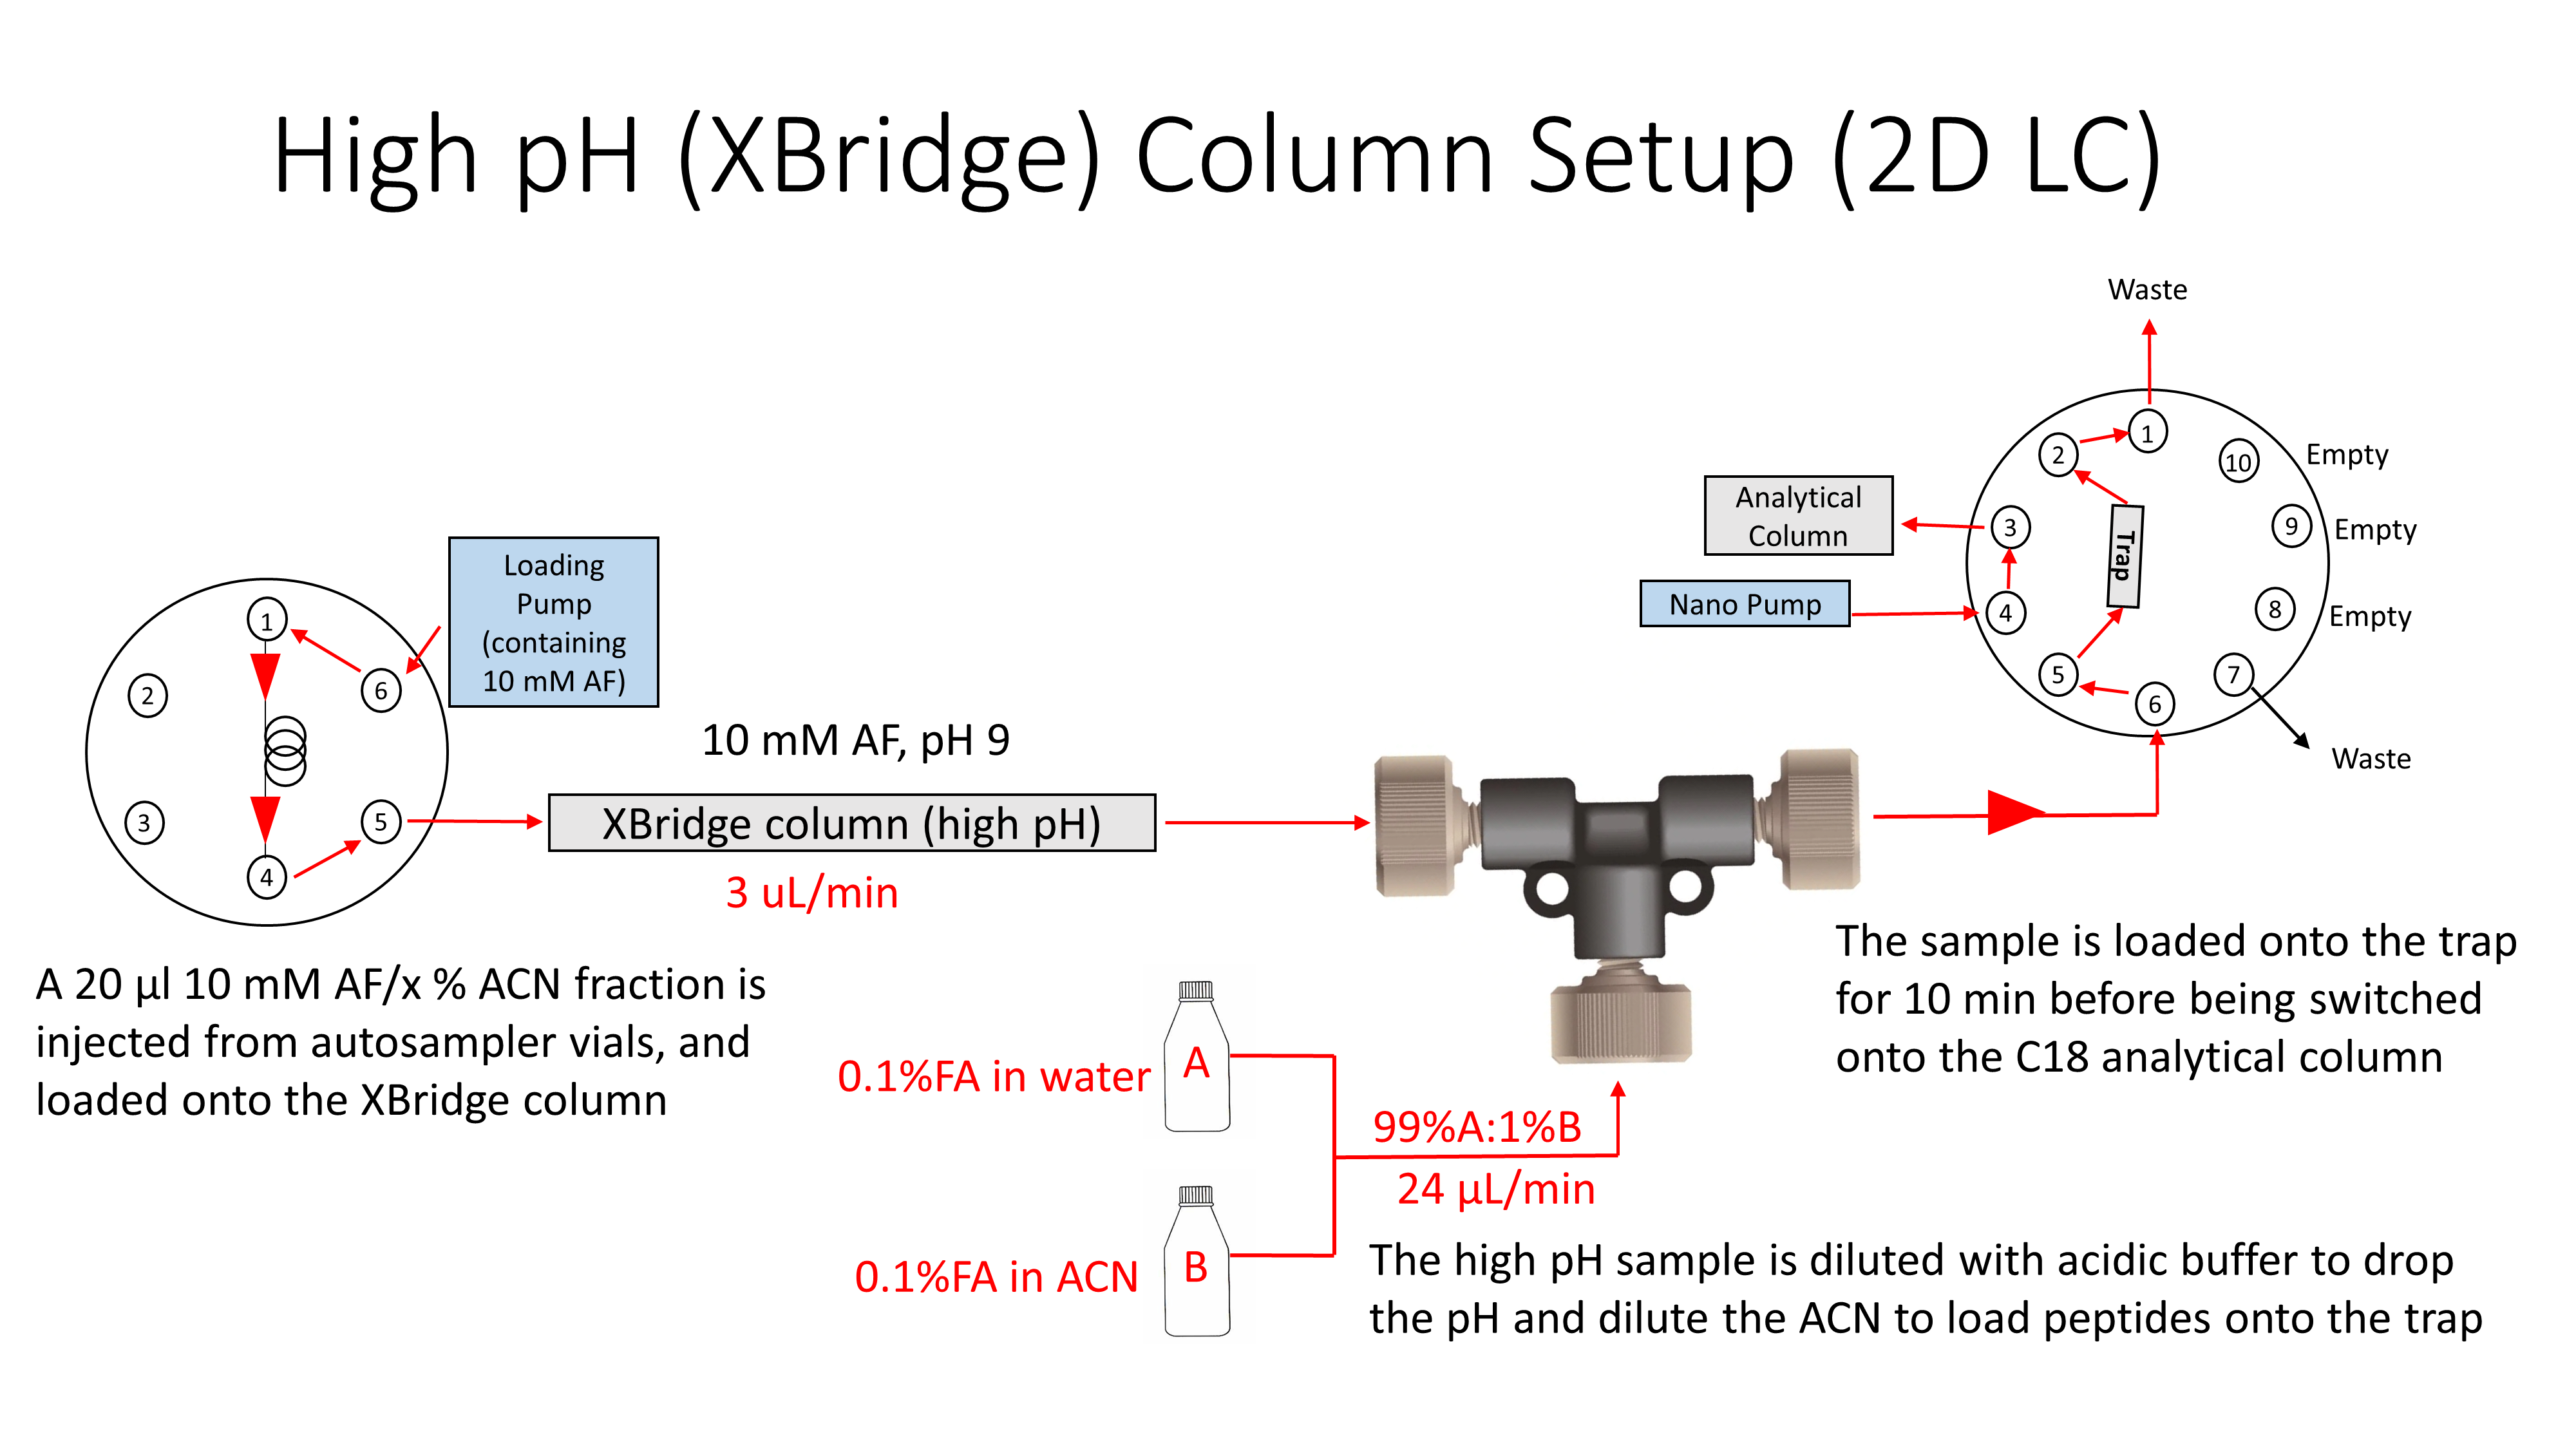 High pH (XBridge) Column Setup (2D LC)
Waste
1
2
10
Empty
Analytical
Column
3
Trap
9
Empty
Nano Pump
4
8
Empty
5
6
7
Waste
Loading
Pump
(containing
10 mM AF)
1
2
6
3
5
4
10 mM AF, pH 9
XBridge column (high pH)
3 uL/min
A 20 µl 10 mM AF/x % ACN fraction is
injected from autosampler vials, and
loaded onto the XBridge column
The sample is loaded onto the trap
for 10 min before being switched
onto the C18 analytical column
0.1%FA in water
A
99%A:1%B
24 µL/min
0.1%FA in ACN
B
The high pH sample is diluted with acidic buffer to drop
the pH and dilute the ACN to load peptides onto the trap